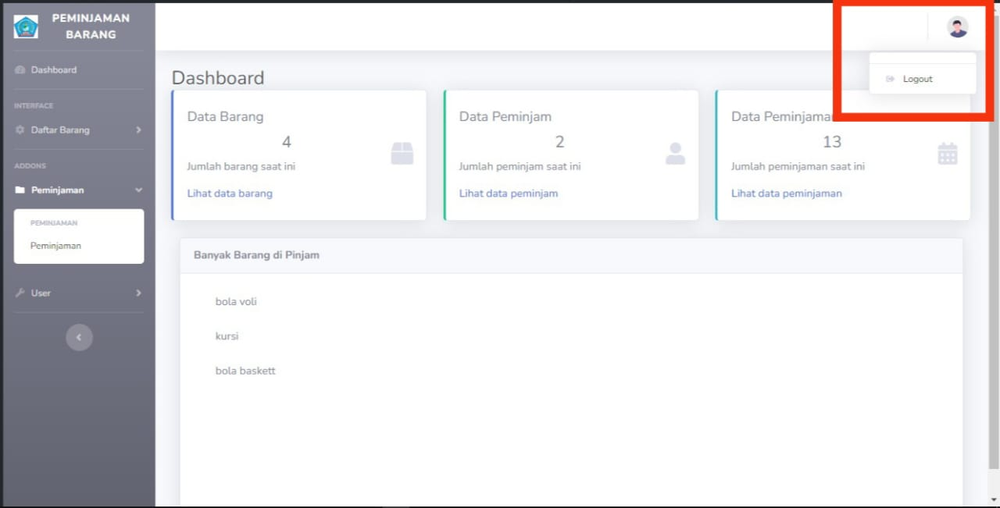 PEMINJAMAN
BARANG
Dashboard
INTERFACE
Daftar Barang
ADDONS
Peminjaman
PEMINJAMAN
Peminjaman
User
Logout
Dashboard
Data Barang
4
Jumlah barang saat ini
Lihat data barang
Data Peminjam
2
Jumlah peminjam saat ini
Lihat data peminjam
Data Peminjaman
13
Jumlah peminjaman saat ini
Lihat data peminjaman
Banyak Barang di Pinjam
bola voli
kursi
bola baskett